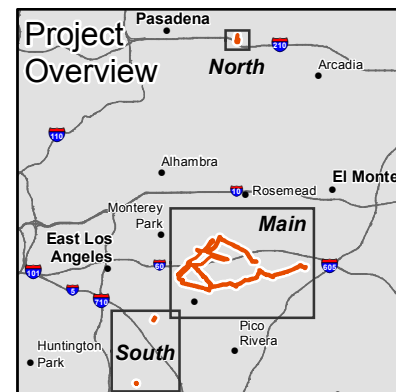 Project
Overview
Pasadena
210
North
Arcadia
110
Alhambra
El Monte
10
Rosemead
Monterey
Park
Main
East Los
Angeles
60
605
101
5
710
Huntington
Park
South
Pico
Rivera